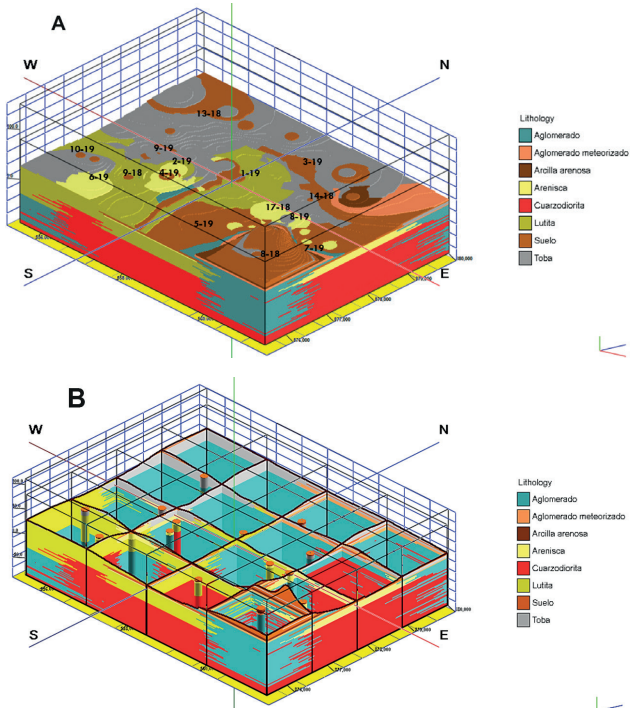 A
W
N
13-18
10-19
9-19
2-19
3-19
6-19
9-18
4-19
1-19
14-18
17-18
8-19
5-19
7-19
8-18
S
E
Lithology
Aglomerado
Aglomerado meteorizado
Arcilla arenosa
Arenisca
Cuarzodiorita
Lutita
Suelo
Toba
B
W
N
S
E
Lithology
Aglomerado
Aglomerado meteorizado
Arcilla arenosa
Arenisca
Cuarzodiorita
Lutita
Suelo
Toba